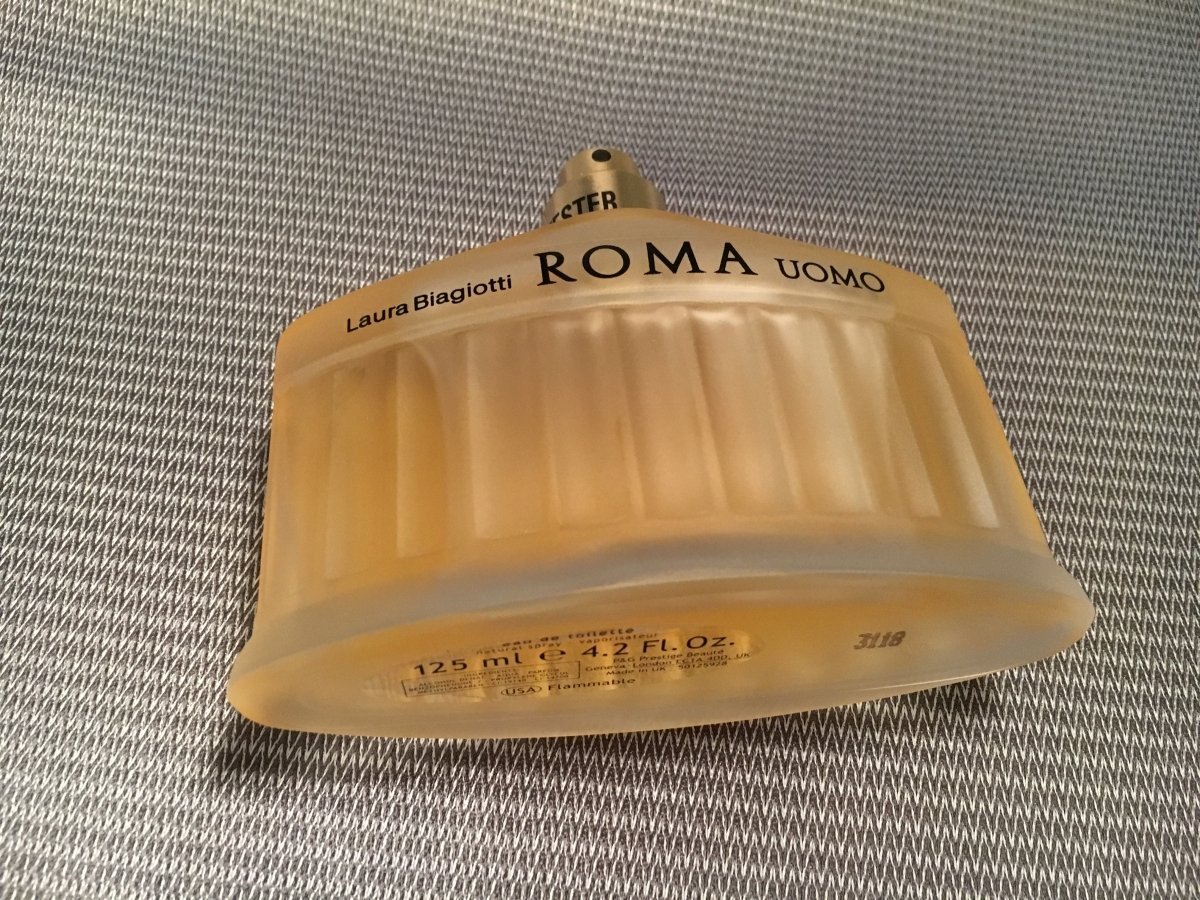 TESTER
Laura Biagiotti ROMA UOMO
eau de toilette
natural spray vaporisateur
125 ml ℮ 4.2 Fl. Oz.
P&G Prestige Beauté
Geneva London EC1A 4DD, UK
Made in UK 50125928
USA Flammable
3118